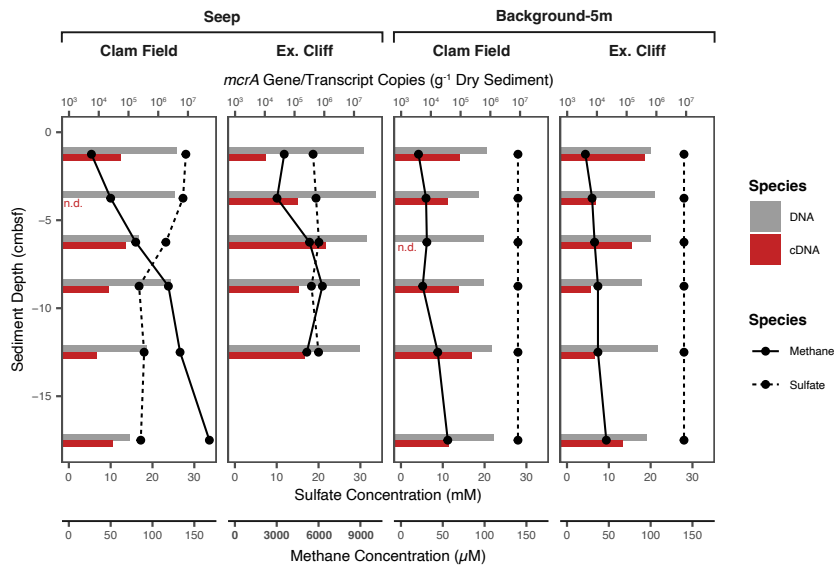 Seep Background-5m
Clam Field Ex. Cliff Clam Field Ex. Cliff
mcrA Gene/Transcript Copies (g⁻¹ Dry Sediment)
10³ 10⁴ 10⁵ 10⁶ 10⁷ 10³ 10⁴ 10⁵ 10⁶ 10⁷ 10³ 10⁴ 10⁵ 10⁶ 10⁷ 10³ 10⁴ 10⁵ 10⁶ 10⁷
0
n.d.
−5
n.d.
−10
−15
Sediment Depth (cmbsf)
0 10 20 30 0 10 20 30 0 10 20 30 0 10 20 30
Sulfate Concentration (mM)
0 50 100 150 0 3000 6000 9000 0 50 100 150 0 50 100 150
Methane Concentration (µM)
Species
DNA
cDNA
Species
Methane
Sulfate